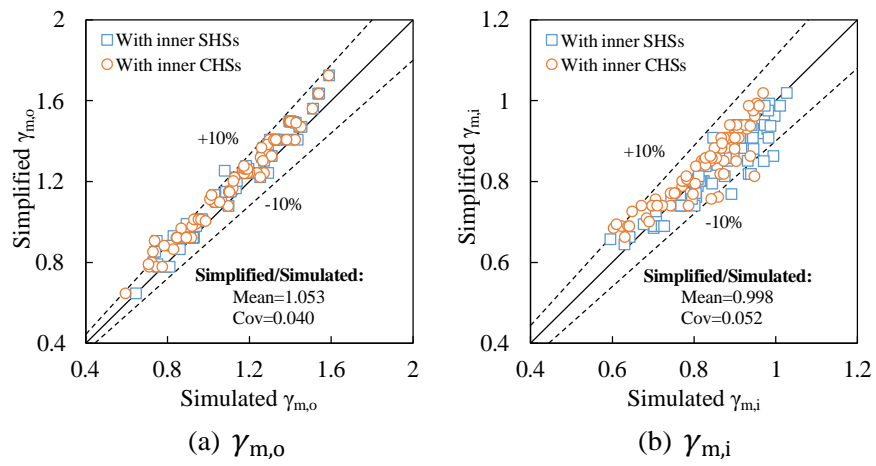 2
1.6
1.2
0.8
0.4
Simplified γm,o
With inner SHSs
With inner CHSs
+10%
-10%
Simplified/Simulated:
Mean=1.053
Cov=0.040
0.4 0.8 1.2 1.6 2
Simulated γm,o
(a) γm,o
1.2
1
0.8
0.6
0.4
Simplified γm,i
With inner SHSs
With inner CHSs
+10%
-10%
Simplified/Simulated:
Mean=0.998
Cov=0.052
0.4 0.6 0.8 1 1.2
Simulated γm,i
(b) γm,i